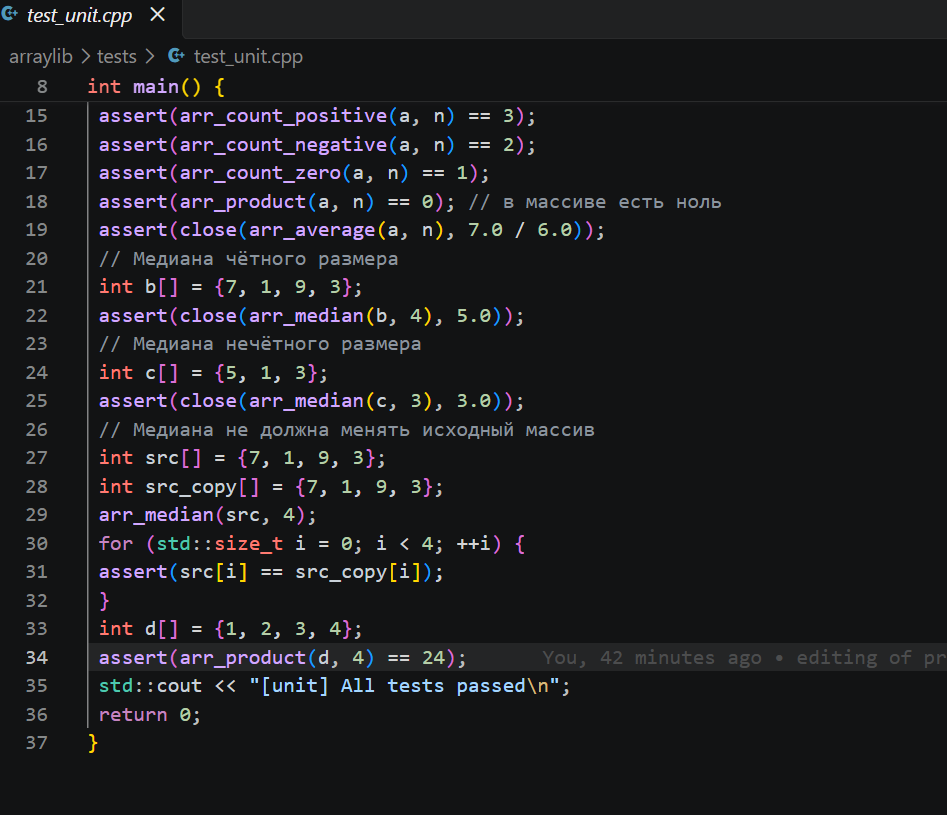 test_unit.cpp
arraylib > tests > test_unit.cpp
8 int main() {
15 assert(arr_count_positive(a, n) == 3);
16 assert(arr_count_negative(a, n) == 2);
17 assert(arr_count_zero(a, n) == 1);
18 assert(arr_product(a, n) == 0); // в массиве есть ноль
19 assert(close(arr_average(a, n), 7.0 / 6.0));
20 // Медиана чётного размера
21 int b[] = {7, 1, 9, 3};
22 assert(close(arr_median(b, 4), 5.0));
23 // Медиана нечётного размера
24 int c[] = {5, 1, 3};
25 assert(close(arr_median(c, 3), 3.0));
26 // Медиана не должна менять исходный массив
27 int src[] = {7, 1, 9, 3};
28 int src_copy[] = {7, 1, 9, 3};
29 arr_median(src, 4);
30 for (std::size_t i = 0; i < 4; ++i) {
31 assert(src[i] == src_copy[i]);
32 }
33 int d[] = {1, 2, 3, 4};
34 assert(arr_product(d, 4) == 24); You, 42 minutes ago • editing of pr
35 std::cout << "[unit] All tests passed\n";
36 return 0;
37 }